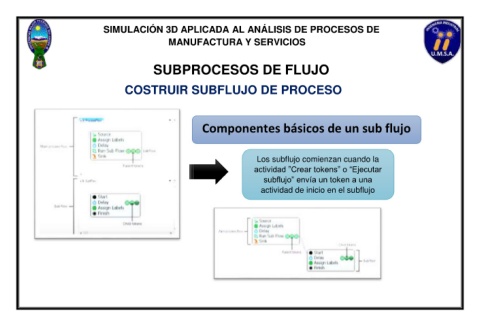 SIMULACIÓN 3D APLICADA AL ANÁLISIS DE PROCESOS DE
MANUFACTURA Y SERVICIOS
U.M.S.A.
SUBPROCESOS DE FLUJO
COSTRUIR SUBFLUJO DE PROCESO
Source
Assign Labels
Delay
Run Sub Flow
Sink
Start
Delay
Assign Labels
Finish
Componentes básicos de un sub flujo
Los subflujo comienzan cuando la
actividad "Crear tokens" o "Ejecutar
subflujo" envía un token a una
actividad de inicio en el subflujo
Source
Assign Labels
Delay
Run Sub Flow
Sink
Start
Delay
Assign Labels
Finish